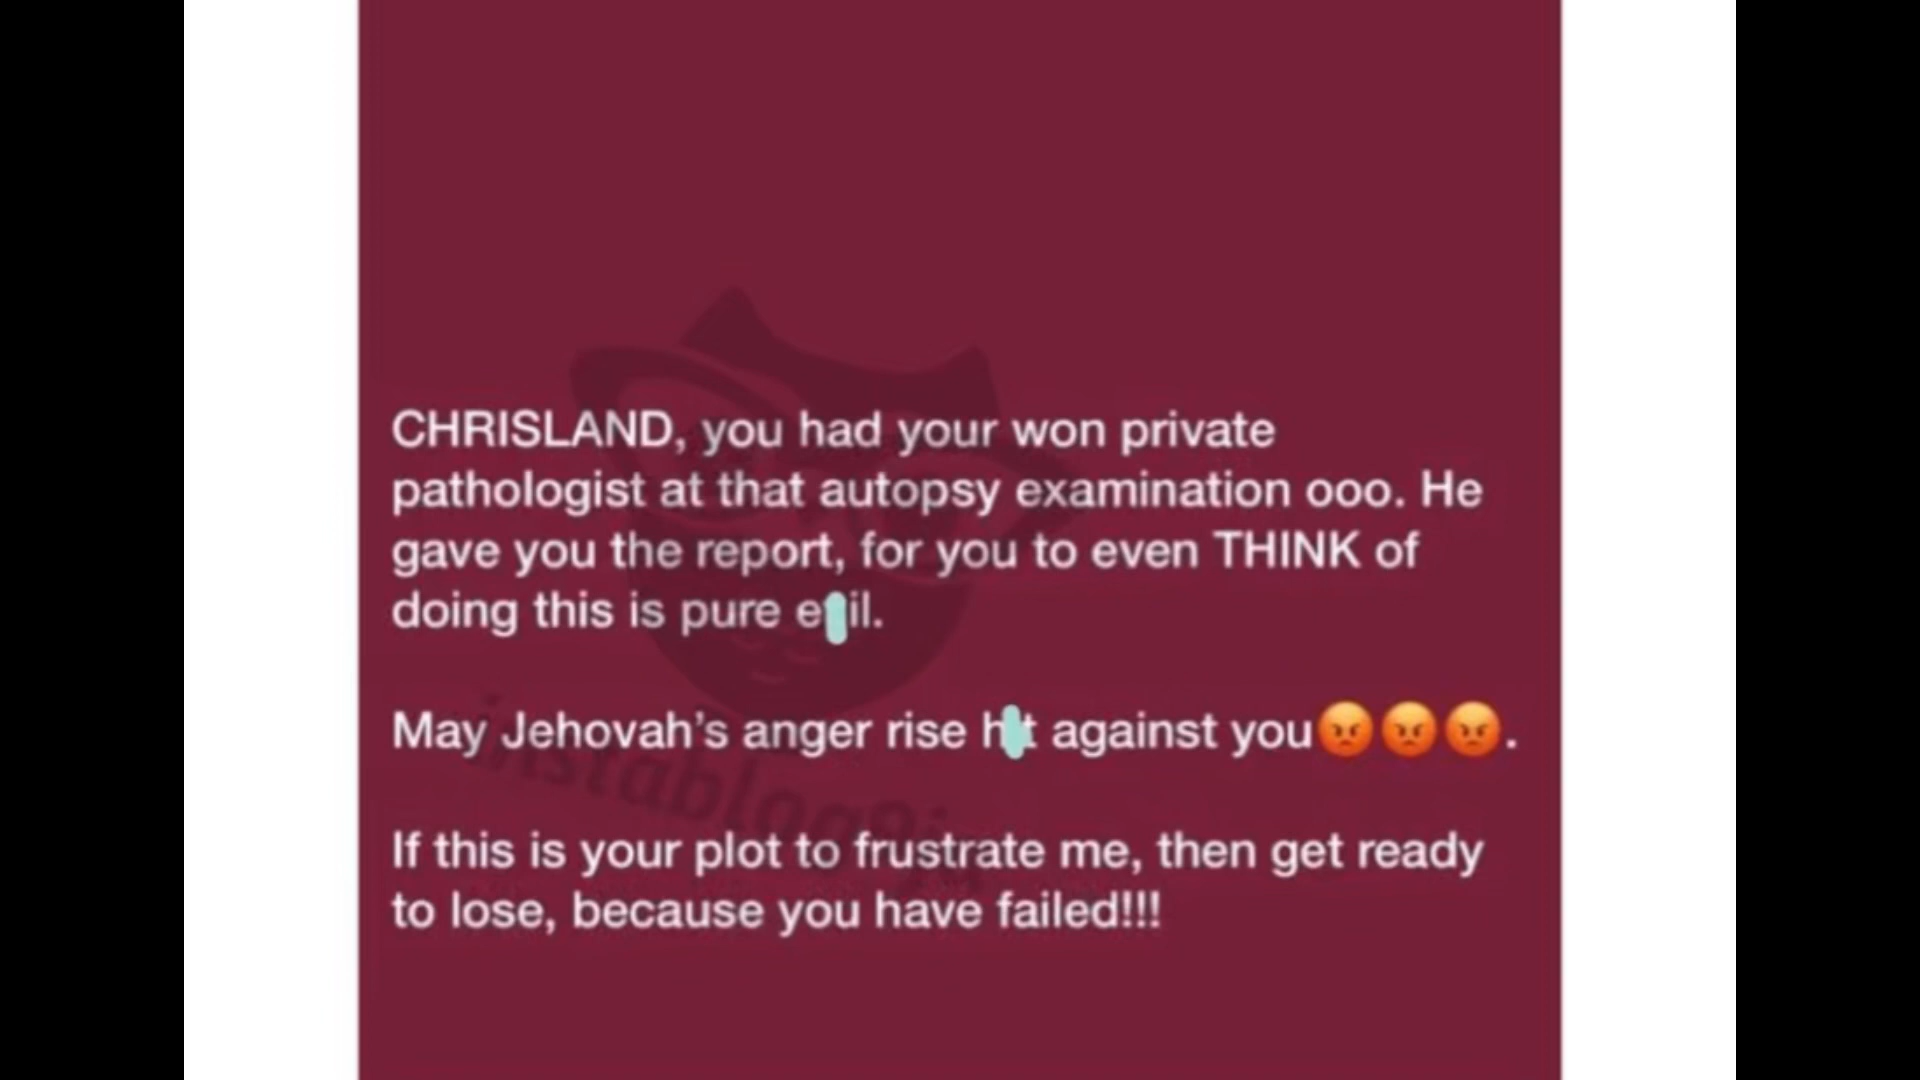 CHRISLAND, you had your won private
pathologist at that autopsy examination ooo. He
gave you the report, for you to even THINK of
doing this is pure e il.
May Jehovah's anger rise h t against you😡😡😡.
If this is your plot to frustrate me, then get ready
to lose, because you have failed!!!
instablog9ja